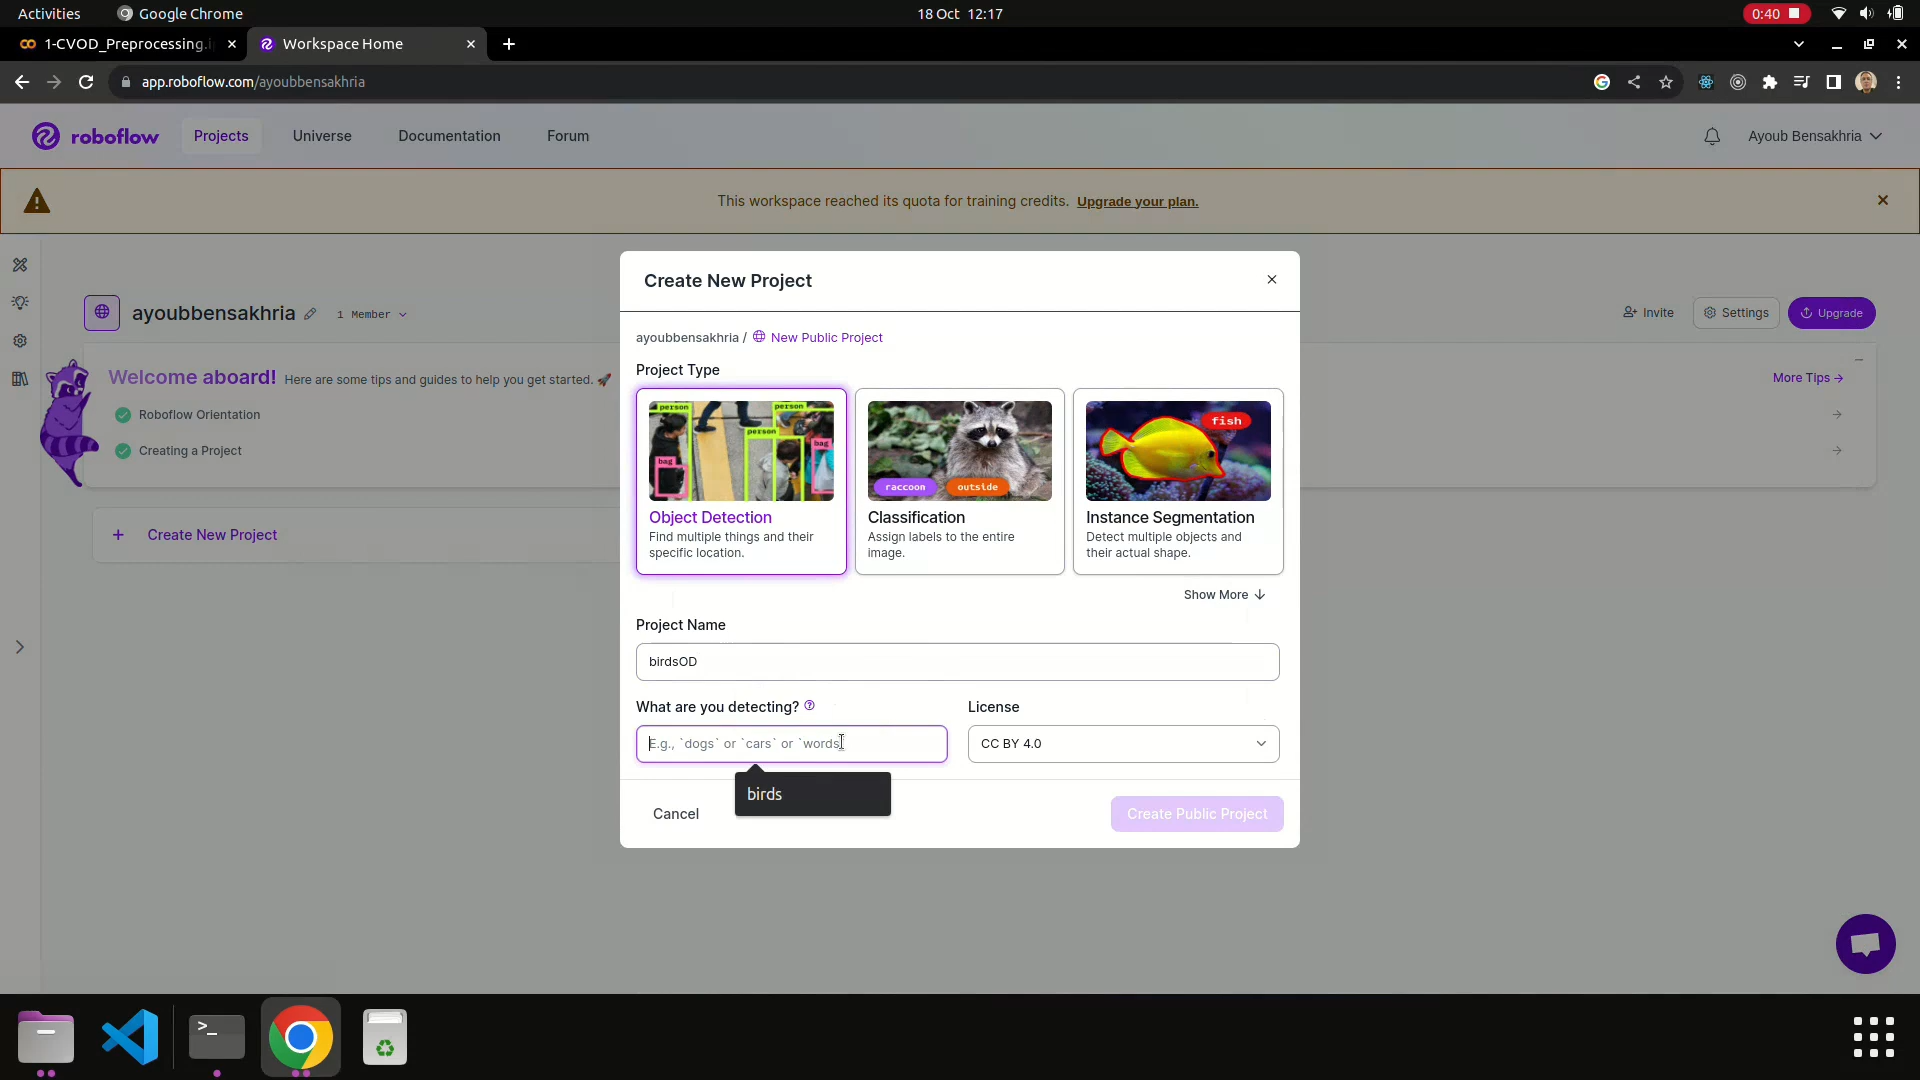 Activities
Google Chrome
18 Oct 12:17
0:40
1-CVOD_Preprocessing.i
Workspace Home
app.roboflow.com/ayoubbensakhria
roboflow
Projects
Universe
Documentation
Forum
Ayoub Bensakhria
This workspace reached its quota for training credits. Upgrade your plan.
ayoubbensakhria
1 Member
Invite
Settings
Upgrade
Welcome aboard! Here are some tips and guides to help you get started. 🚀
More Tips →
Roboflow Orientation
Creating a Project
+ Create New Project
Create New Project
ayoubbensakhria / New Public Project
Project Type
person
person
person
bag
bag
raccoon
outside
fish
Object Detection
Find multiple things and their
specific location.
Classification
Assign labels to the entire
image.
Instance Segmentation
Detect multiple objects and
their actual shape.
Show More ↓
Project Name
birdsOD
What are you detecting?
License
E.g., `dogs` or `cars` or `words`
CC BY 4.0
birds
Cancel
Create Public Project
>_